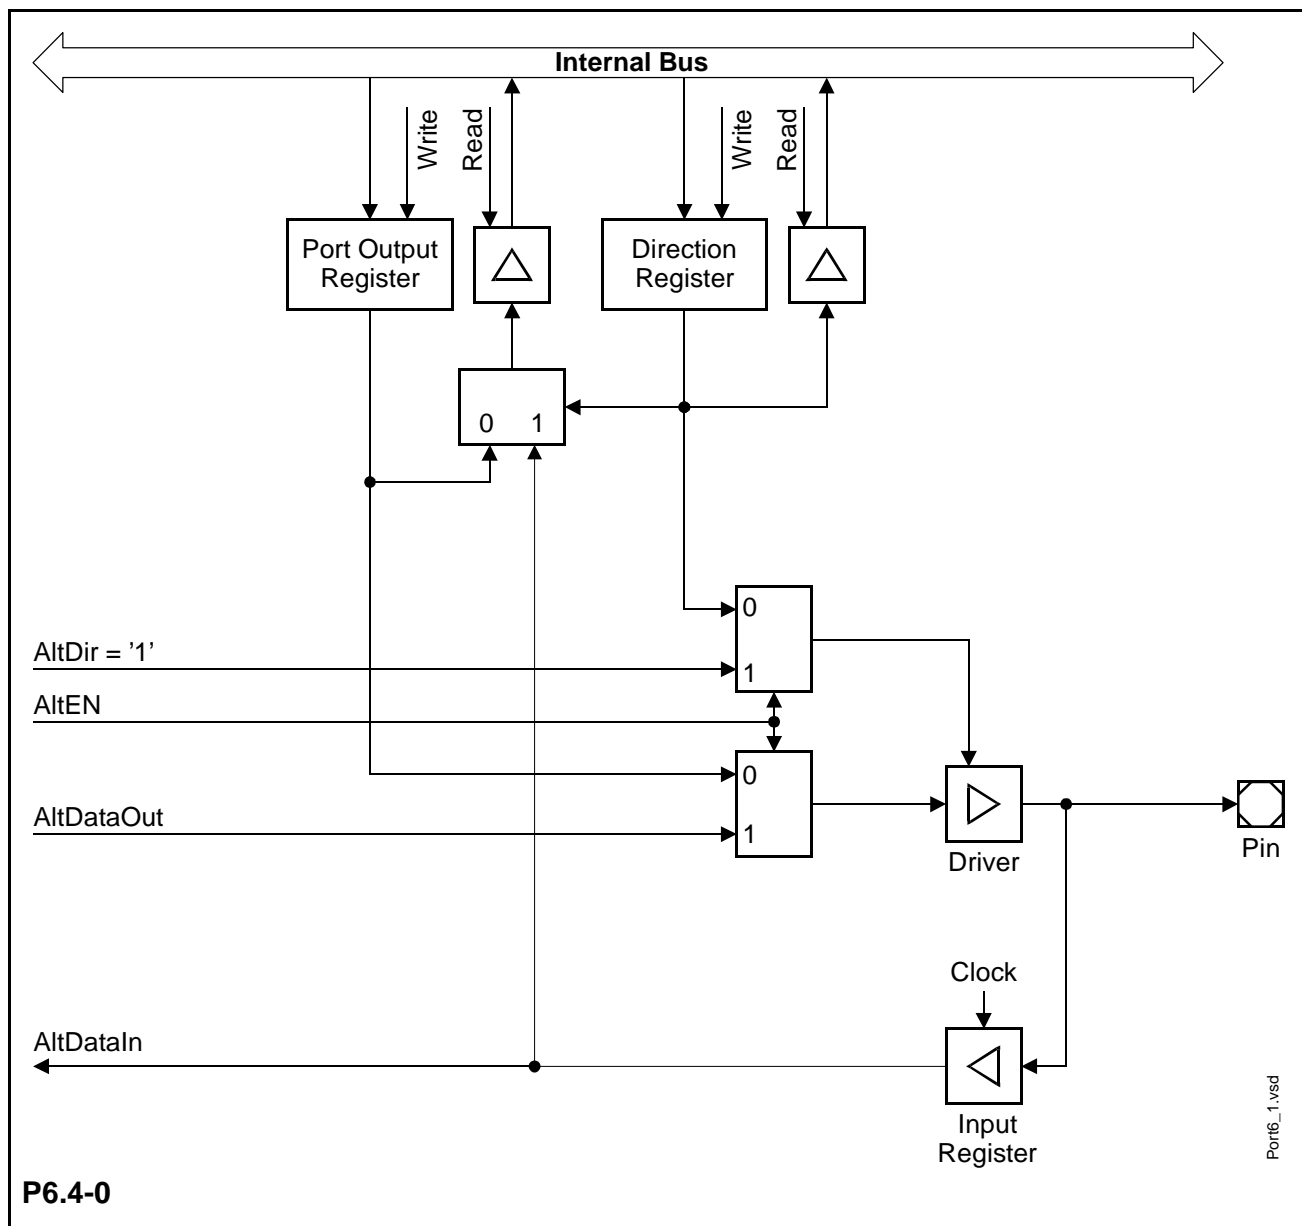 Internal Bus
Write
Read
Write
Read
Port Output
Register
Direction
Register
0 1
0
AltDir = '1'
1
AltEN
0
AltDataOut
1
Driver
Pin
Clock
AltDataIn
Input
Register
Port6_1.vsd
P6.4-0